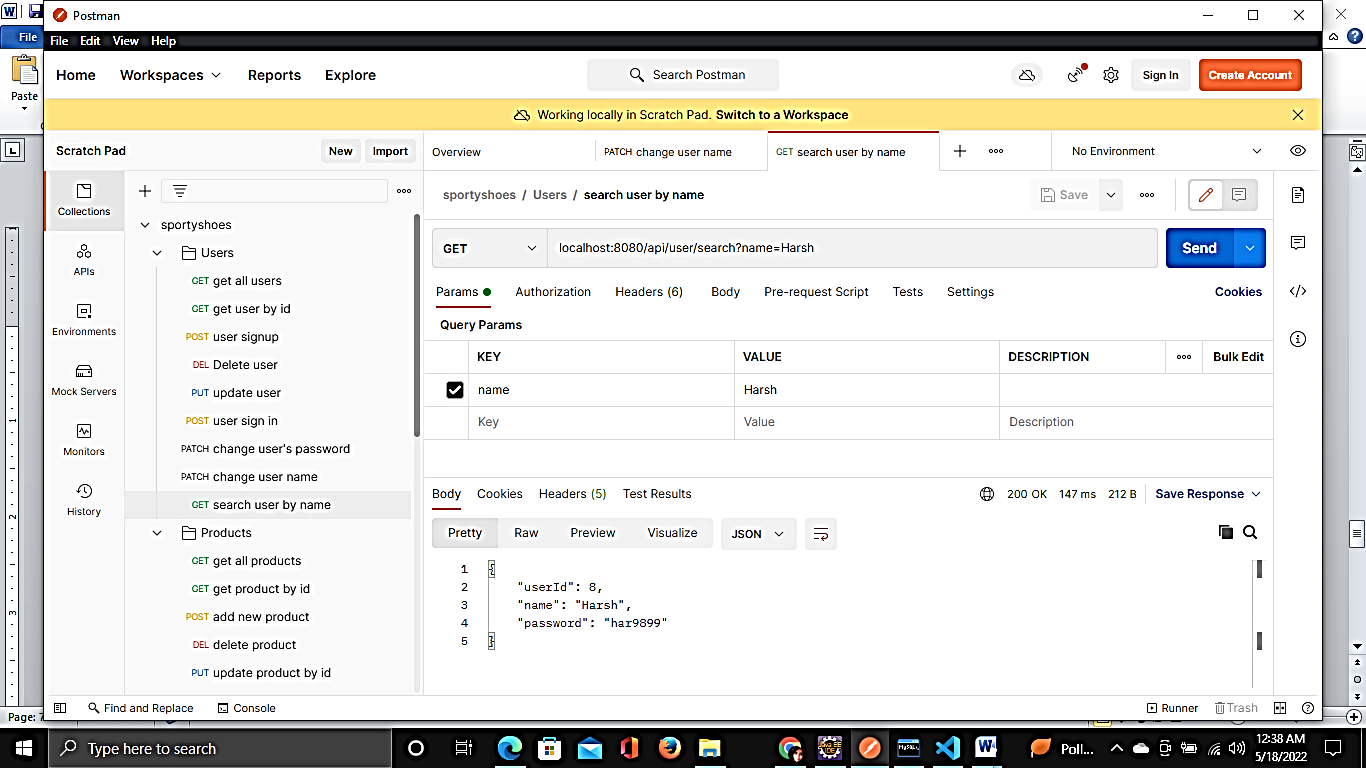 Postman
File
File Edit View Help
Paste
Home Workspaces Reports Explore Search Postman Sign In Create Account
Working locally in Scratch Pad. Switch to a Workspace
Scratch Pad New Import Overview PATCH change user name GET search user by name No Environment
Collections
APIs
Environments
Mock Servers
Monitors
History
sportyshoes
Users
GET get all users
GET get user by id
POST user signup
DEL Delete user
PUT update user
POST user sign in
PATCH change user's password
PATCH change user name
GET search user by name
Products
GET get all products
GET get product by id
POST add new product
DEL delete product
PUT update product by id
sportyshoes / Users / search user by name Save
GET localhost:8080/api/user/search?name=Harsh Send
Params Authorization Headers (6) Body Pre-request Script Tests Settings Cookies
Query Params
KEY VALUE DESCRIPTION Bulk Edit
name Harsh
Key Value Description
Body Cookies Headers (5) Test Results 200 OK 147 ms 212 B Save Response
Pretty Raw Preview Visualize JSON
1 {
2 "userId": 8,
3 "name": "Harsh",
4 "password": "har9899"
5 }
Find and Replace Console Runner Trash
Page:
Type here to search Poll... 12:38 AM
5/18/2022